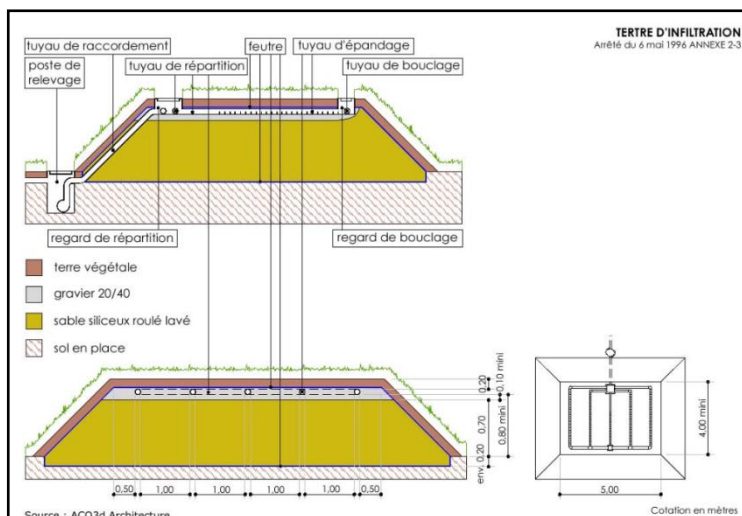 TERTRE D'INFILTRATION
Arrêté du 6 mai 1996 ANNEXE 2-3
tuyau de raccordement
feutre
tuyau d'épandage
poste de
relevage
tuyau de répartition
tuyau de bouclage
regard de répartition
regard de bouclage
terre végétale
gravier 20/40
sable siliceux roulé lavé
sol en place
0,20
0,10 mini
0,70
0,80 mini
env. 0,20
0,50
1,00
1,00
1,00
1,00
0,50
4,00 mini
5,00
Source : ACO3d Architecture
Cotation en mètres